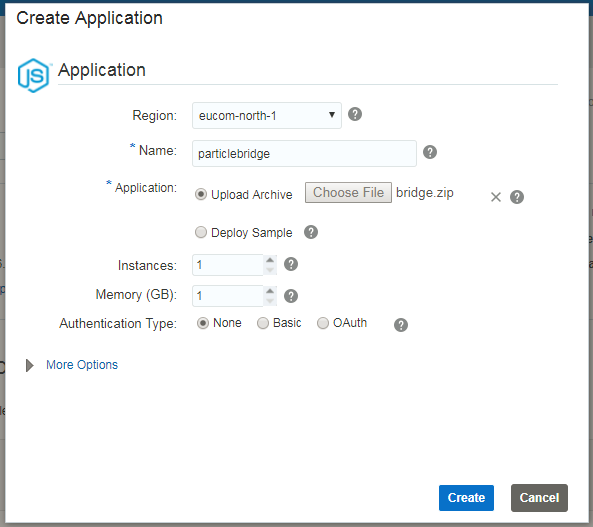 Create Application
JS Application
Region: eucom-north-1 ?
* Name: particlebridge ?
* Application: Upload Archive Choose File bridge.zip × ?
Deploy Sample ?
Instances: 1 ?
Memory (GB): 1 ?
Authentication Type: None Basic OAuth ?
More Options
Create Cancel